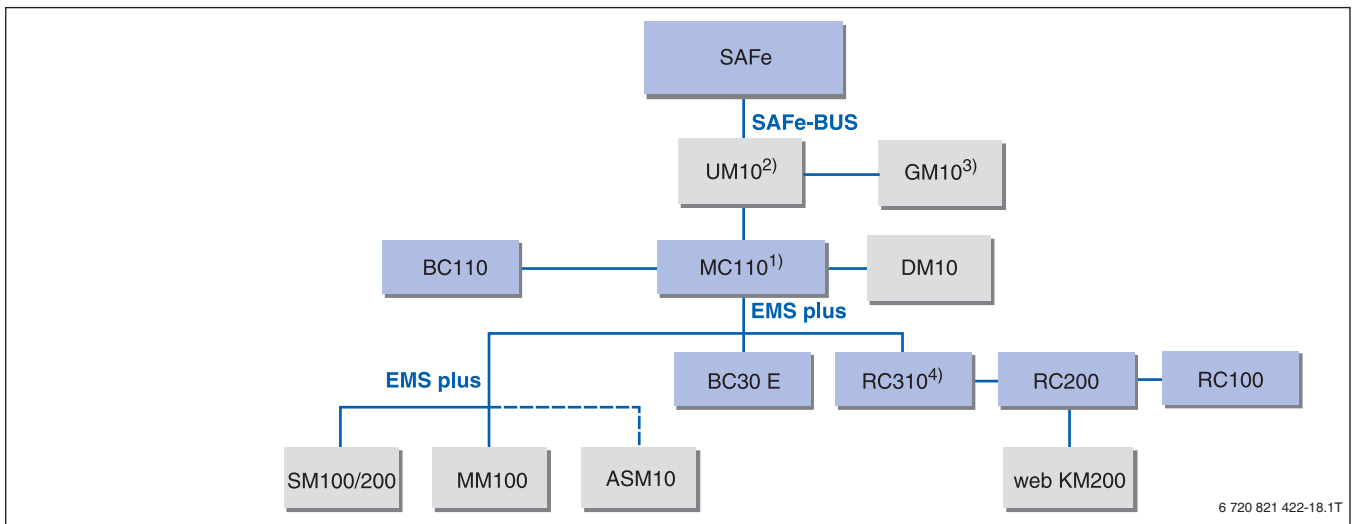 SAFe
SAFe-BUS
UM10²⁾
GM10³⁾
BC110
MC110¹⁾
DM10
EMS plus
EMS plus
BC30 E
RC310⁴⁾
RC200
RC100
SM100/200
MM100
ASM10
web KM200
6 720 821 422-18.1T